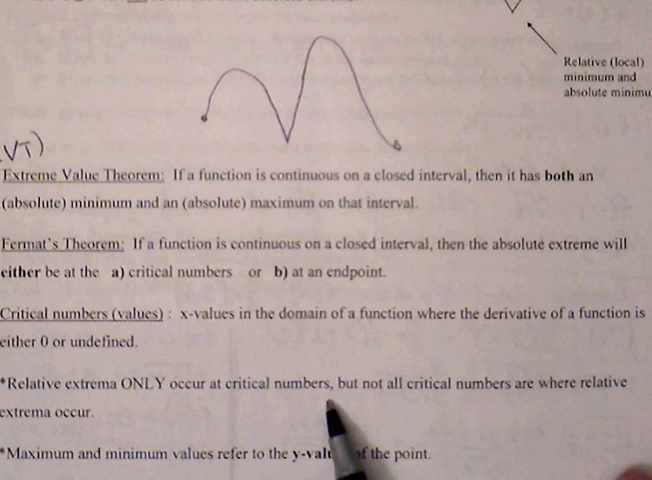 Relative (local)
minimum and
absolute minimu
VT)
Extreme Value Theorem: If a function is continuous on a closed interval, then it has both an
(absolute) minimum and an (absolute) maximum on that interval.
Fermat's Theorem: If a function is continuous on a closed interval, then the absolute extreme will
either be at the a) critical numbers or b) at an endpoint.
Critical numbers (values) : x-values in the domain of a function where the derivative of a function is
either 0 or undefined.
*Relative extrema ONLY occur at critical numbers, but not all critical numbers are where relative
extrema occur.
*Maximum and minimum values refer to the y-valu of the point.